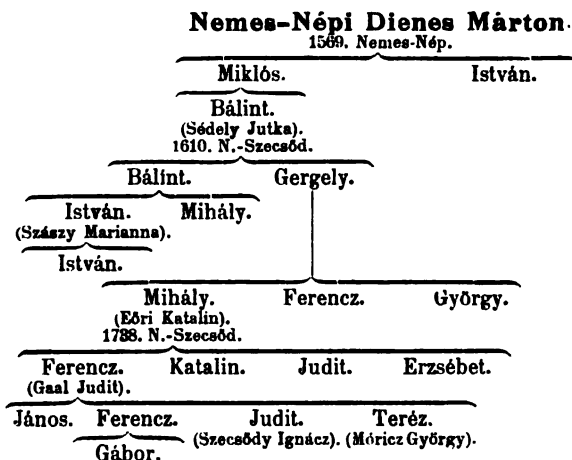 Nemes-Népi Dienes Márton.
1569. Nemes-Nép.
Miklós. István.
Bálint.
(Sédely Jutka).
1610. N.-Szecsőd.
Bálint. Gergely.
István. Mihály.
(Szászy Marianna).
István.
Mihály. Ferencz. György.
(Eőri Katalin).
1738. N.-Szecsőd.
Ferencz. Katalin. Judit. Erzsébet.
(Gaal Judit).
János. Ferencz. Judit. Teréz.
(Szecsődy Ignácz). (Móricz György).
Gábor.